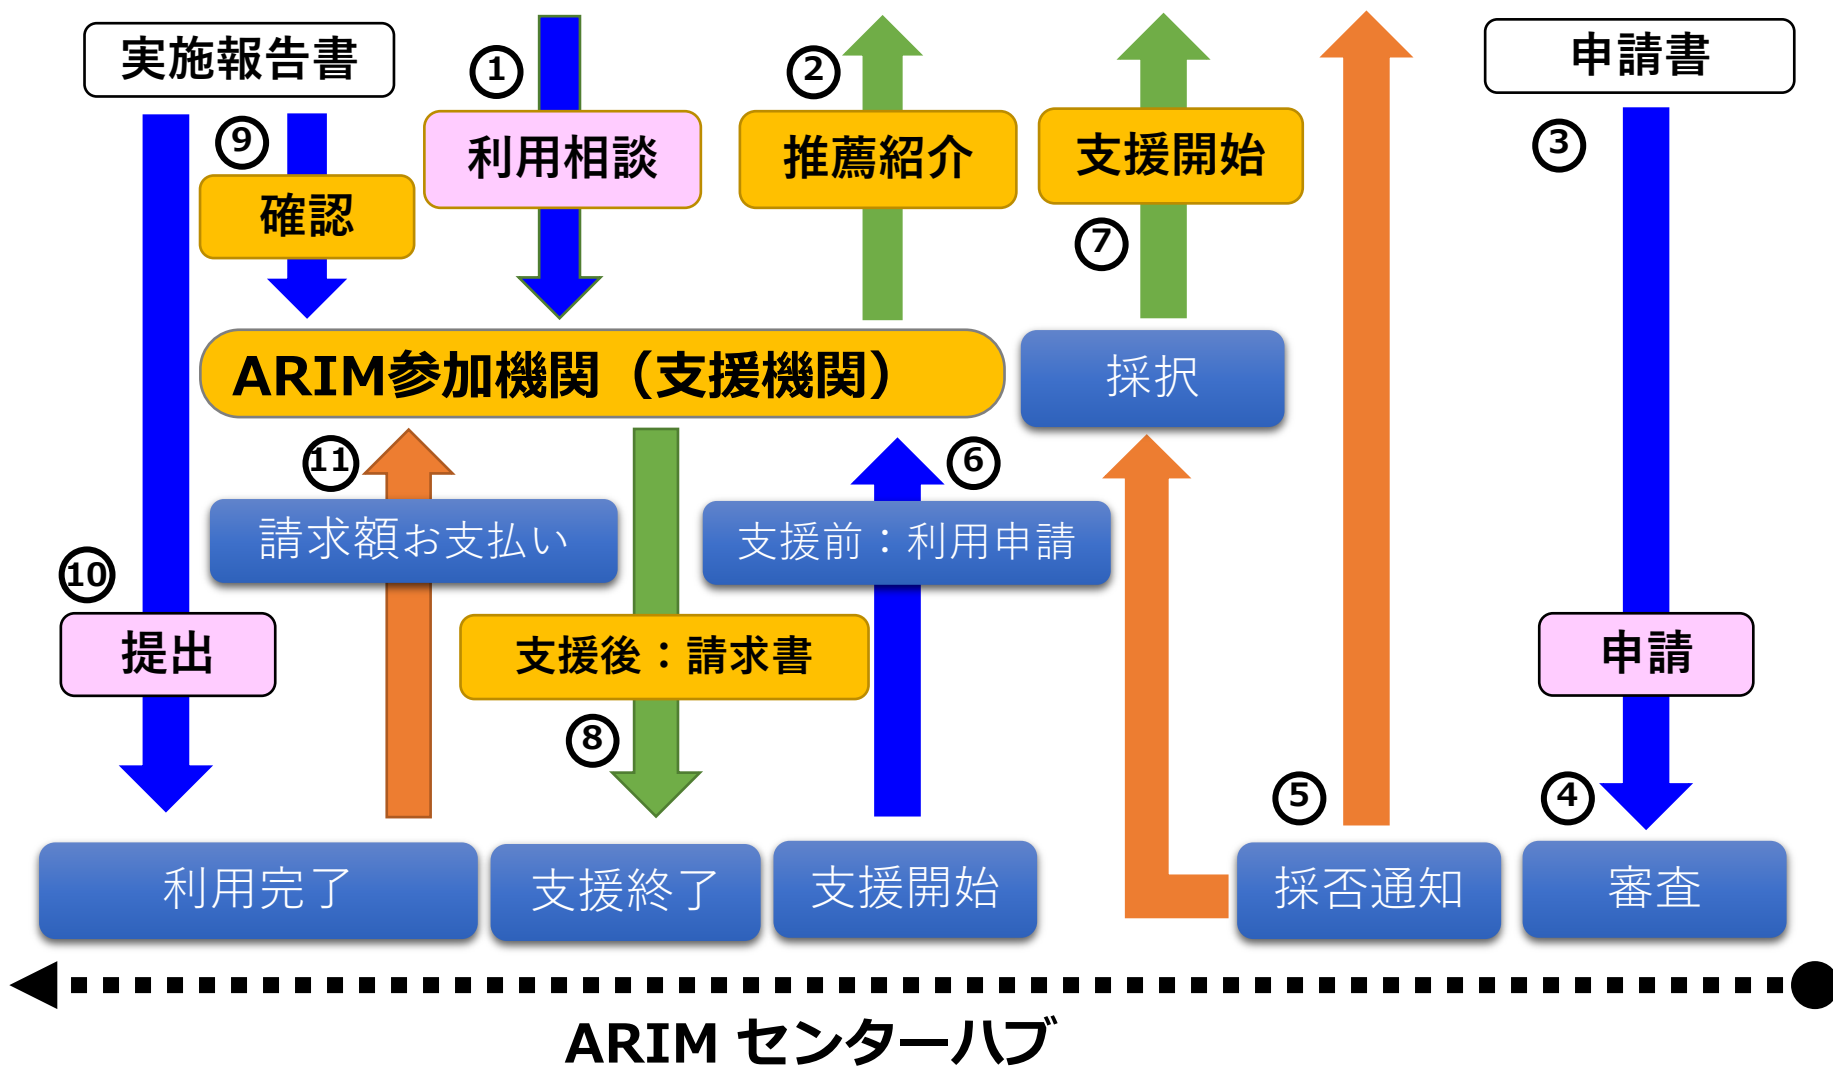 実施報告書
①
②
申請書
③
⑨
確認
利用相談
推薦紹介
支援開始
⑦
ARIM参加機関（支援機関）
採択
⑪
⑥
請求額お支払い
支援前：利用申請
⑩
提出
支援後：請求書
申請
⑧
⑤
④
利用完了
支援終了
支援開始
採否通知
審査
ARIM センターハブ